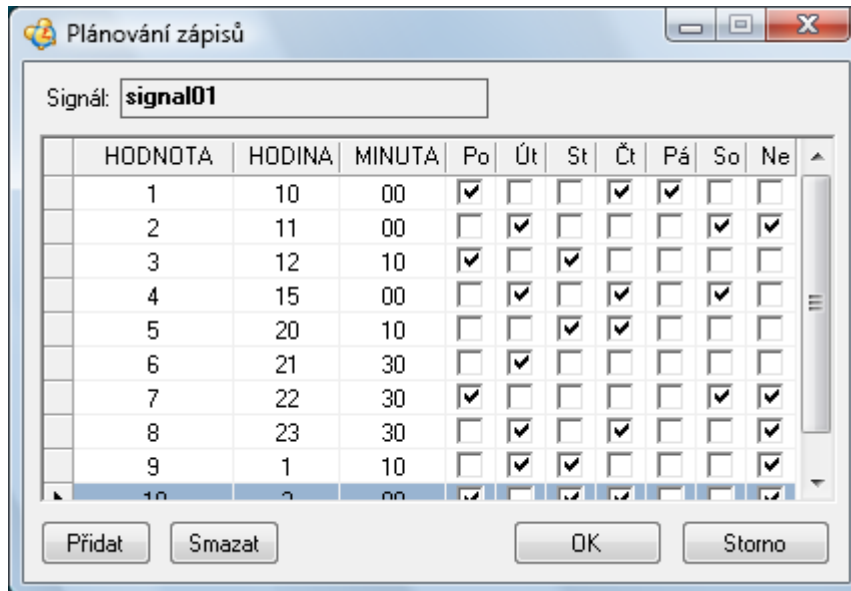 Plánování zápisů
Signál: signal01
HODNOTA HODINA MINUTA Po Út St Čt Pá So Ne
1 10 00
2 11 00
3 12 10
4 15 00
5 20 10
6 21 30
7 22 30
8 23 30
9 1 10
Přidat Smazat OK Storno